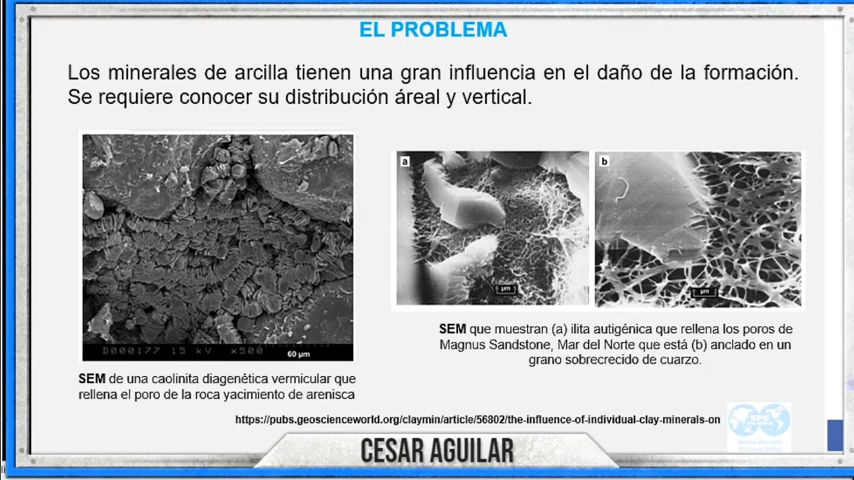 EL PROBLEMA
Los minerales de arcilla tienen una gran influencia en el daño de la formación.
Se requiere conocer su distribución áreal y vertical.
a
b
µm
µm
D000177 15 kV x500 60 µm
SEM que muestran (a) ilita autigénica que rellena los poros de
Magnus Sandstone, Mar del Norte que está (b) anclado en un
grano sobrecrecido de cuarzo.
SEM de una caolinita diagenética vermicular que
rellena el poro de la roca yacimiento de arenisca
https://pubs.geoscienceworld.org/claymin/article/56802/the-influence-of-individual-clay-minerals-on
SPE
CESAR AGUILAR